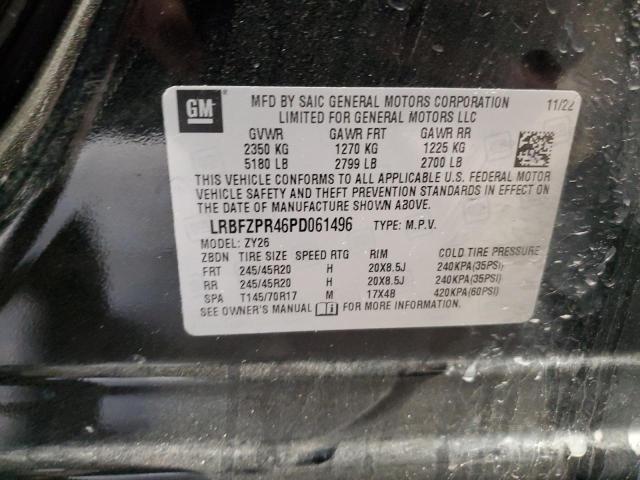 GM
MFD BY SAIC GENERAL MOTORS CORPORATION 11/22
LIMITED FOR GENERAL MOTORS LLC
GVWR GAWR FRT GAWR RR
2350 KG 1270 KG 1225 KG
5180 LB 2799 LB 2700 LB
THIS VEHICLE CONFORMS TO ALL APPLICABLE U.S. FEDERAL MOTOR
VEHICLE SAFETY AND THEFT PREVENTION STANDARDS IN EFFECT ON
THE DATE OF MANUFACTURE SHOWN ABOVE.
LRBFZPR46PD061496 TYPE: M.P.V.
MODEL: ZY26
ZBDN TIRE SIZE SPEED RTG RIM COLD TIRE PRESSURE
FRT 245/45R20 H 20X8.5J 240KPA(35PSI)
RR 245/45R20 H 20X8.5J 240KPA(35PSI)
SPA T145/70R17 M 17X4B 420KPA(60PSI)
SEE OWNER'S MANUAL FOR MORE INFORMATION.